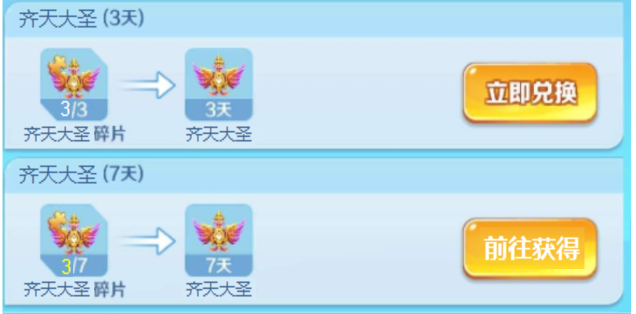 齐天大圣(3天)
3/3 3天
齐天大圣碎片 齐天大圣
立即兑换
齐天大圣(7天)
3/7 7天
齐天大圣碎片 齐天大圣
前往获得